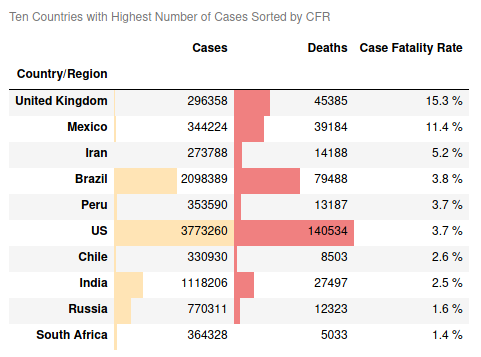 Ten Countries with Highest Number of Cases Sorted by CFR
Cases Deaths Case Fatality Rate
Country/Region
United Kingdom 296358 45385 15.3 %
Mexico 344224 39184 11.4 %
Iran 273788 14188 5.2 %
Brazil 2098389 79488 3.8 %
Peru 353590 13187 3.7 %
US 3773260 140534 3.7 %
Chile 330930 8503 2.6 %
India 1118206 27497 2.5 %
Russia 770311 12323 1.6 %
South Africa 364328 5033 1.4 %